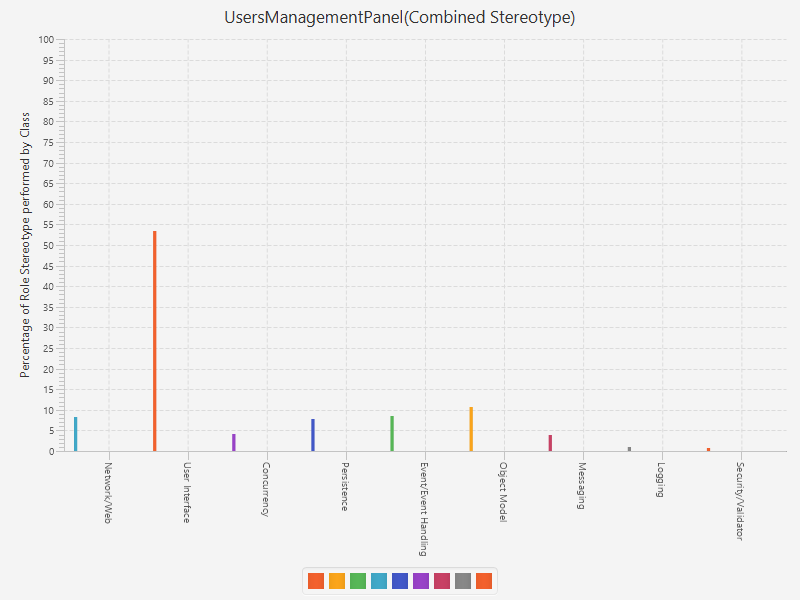 UsersManagementPanel(Combined Stereotype)
Percentage of Role Stereotype performed by Class
100
95
90
85
80
75
70
65
60
55
50
45
40
35
30
25
20
15
10
5
0
Network/Web
User Interface
Concurrency
Persistence
Event/Event Handling
Object Model
Messaging
Logging
Security/Validator